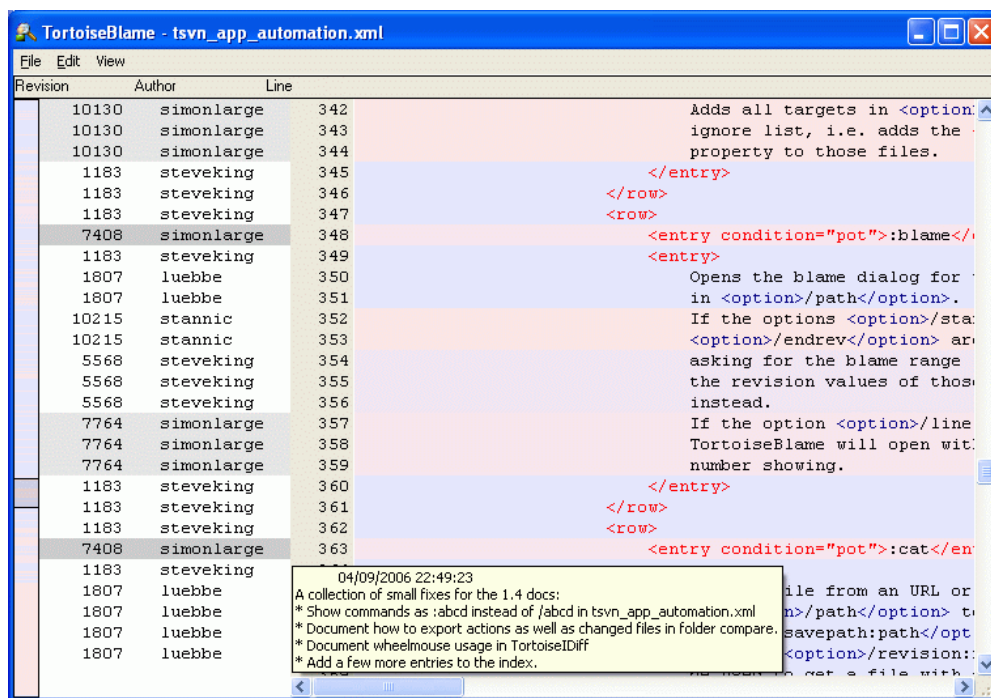 TortoiseBlame - tsvn_app_automation.xml
File Edit View
Revision Author Line
10130 simonlarge 342 Adds all targets in <option>
10130 simonlarge 343 ignore list, i.e. adds the
10130 simonlarge 344 property to those files.
1183 steveking 345 </entry>
1183 steveking 346 </row>
1183 steveking 347 <row>
7408 simonlarge 348 <entry condition="pot">:blame</
1183 steveking 349 <entry>
1807 luebbe 350 Opens the blame dialog for
1807 luebbe 351 in <option>/path</option>.
10215 stannic 352 If the options <option>/sta
10215 stannic 353 <option>/endrev</option> ar
5568 steveking 354 asking for the blame range
5568 steveking 355 the revision values of thos
5568 steveking 356 instead.
7764 simonlarge 357 If the option <option>/line
7764 simonlarge 358 TortoiseBlame will open wit
7764 simonlarge 359 number showing.
1183 steveking 360 </entry>
1183 steveking 361 </row>
1183 steveking 362 <row>
7408 simonlarge 363 <entry condition="pot">:cat</en
1183 steveking
04/09/2006 22:49:23
1807 luebbe A collection of small fixes for the 1.4 docs: ile from an URL or
1807 luebbe * Show commands as :abcd instead of /abcd in tsvn_app_automation.xml n>/path</option> t
1807 luebbe * Document how to export actions as well as changed files in folder compare. savepath:path</opt
1807 luebbe * Document wheelmouse usage in TortoiseIDiff <option>/revision:
* Add a few more entries to the index. get a file with